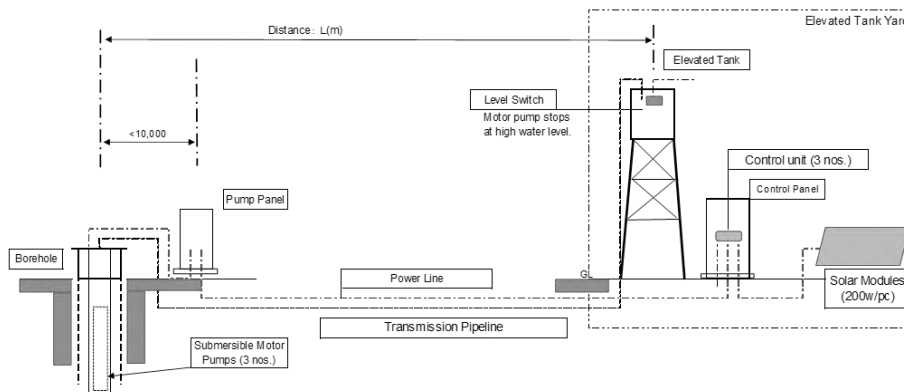 Elevated Tank Yard
Distance: L(m)
Elevated Tank
Level Switch
Motor pump stops
at high water level.
<10,000
Control unit (3 nos.)
Pump Panel
Control Panel
Borehole
GL
Power Line
Solar Modules
(200w/pc)
Transmission Pipeline
Submersible Motor
Pumps (3 nos.)